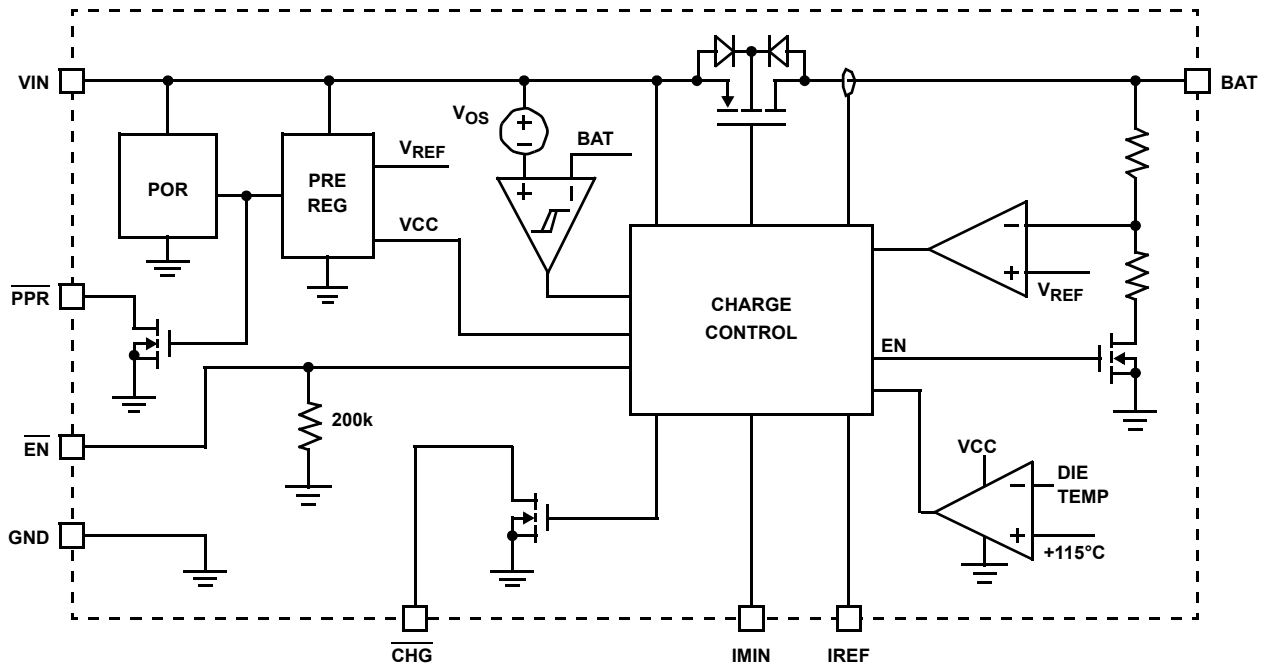 VIN
BAT
VOS
+
−
BAT
VREF
POR
PRE
REG
+
−
VCC
−
+
VREF
PPR
CHARGE
CONTROL
EN
200k
EN
VCC
−
DIE
TEMP
+
+115°C
GND
CHG
IMIN
IREF